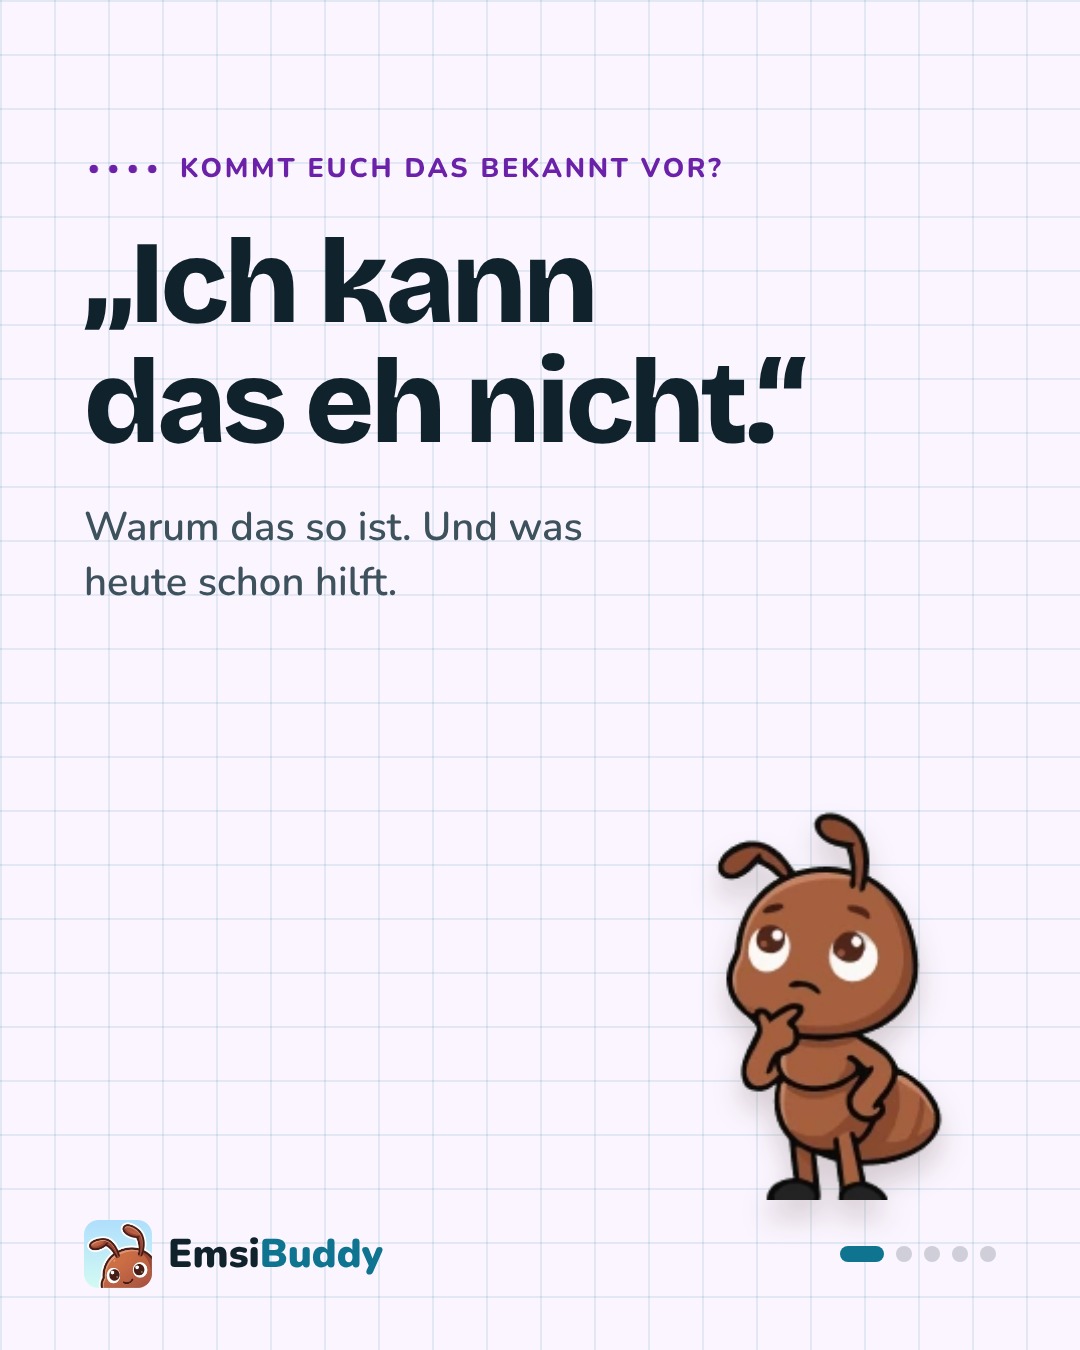 KOMMT EUCH DAS BEKANNT VOR?
„Ich kann
das eh nicht.“
Warum das so ist. Und was
heute schon hilft.
EmsiBuddy